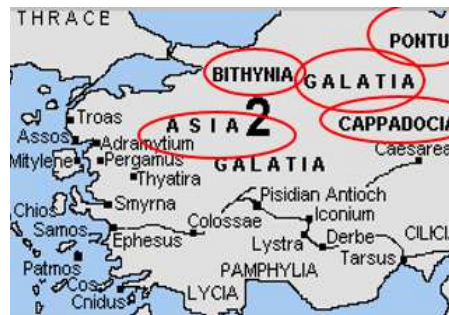 THRACE
PONTU
BITHYNIA
GALATIA
Troas
ASIA 2
CAPPADOCIA
Assos
Adramytium
Mitylene
Pergamus
GALATIA
Caesarea
Thyatira
Pisidian Antioch
Chios
Smyrna
Iconium
Samos
Colossae
Ephesus
Lystra
Derbe
CILICI
Patmos
Tarsus
Cos
PAMPHYLIA
Cnidus
LYCIA